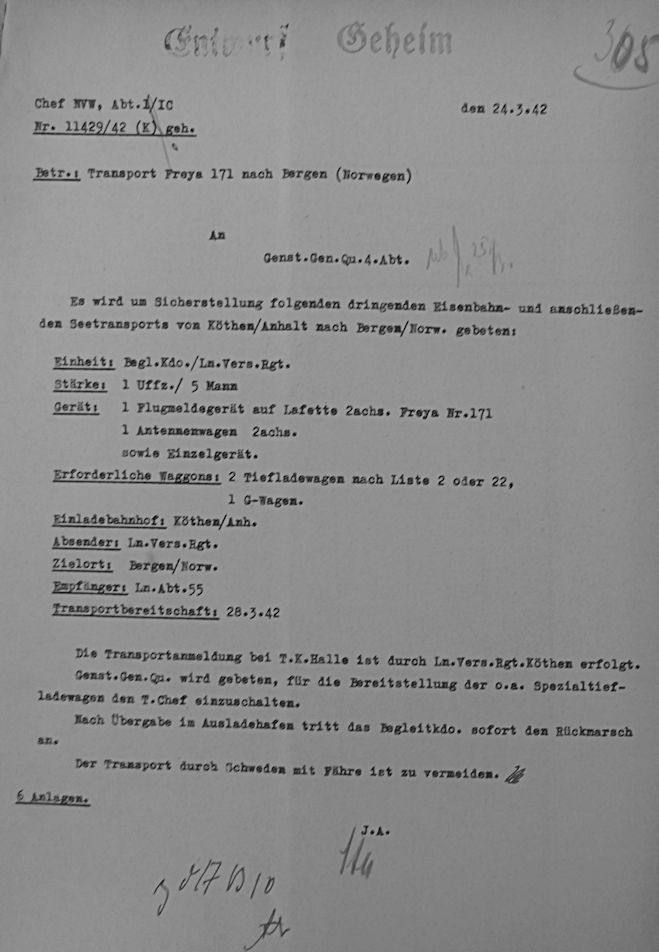 Entwurf Geheim
305
Chef NVW, Abt.1/IC den 24.3.42
Nr. 11429/42 (K) geh.
Betr.: Transport Freya 171 nach Bergen (Norwegen)
An
Genst.Gen.Qu.4.Abt.
Es wird um Sicherstellung folgenden dringenden Eisenbahn- und anschließen-
den Seetransports von Köthen/Anhalt nach Bergen/Norw. gebeten:
Einheit: Begl.Kdo./Ln.Vers.Rgt.
Stärke: 1 Uffz./ 5 Mann
Gerät: 1 Flugmeldegerät auf Lafette 2achs. Freya Nr.171
1 Antennenwagen 2achs.
sowie Einzelgerät.
Erforderliche Waggons: 2 Tiefladewagen nach Liste 2 oder 22,
1 G-Wagen.
Einladebahnhof: Köthen/Anh.
Absender: Ln.Vers.Rgt.
Zielort: Bergen/Norw.
Empfänger: Ln.Abt.55
Transportbereitschaft: 28.3.42
Die Transportanmeldung bei T.K.Halle ist durch Ln.Vers.Rgt.Köthen erfolgt.
Genst.Gen.Qu. wird gebeten, für die Bereitstellung der o.a. Spezialtief-
ladewagen den T.Chef einzuschalten.
Nach Übergabe im Ausladehafen tritt das Begleitkdo. sofort den Rückmarsch
an.
Der Transport durch Schweden mit Fähre ist zu vermeiden.
6 Anlagen.
J.A.